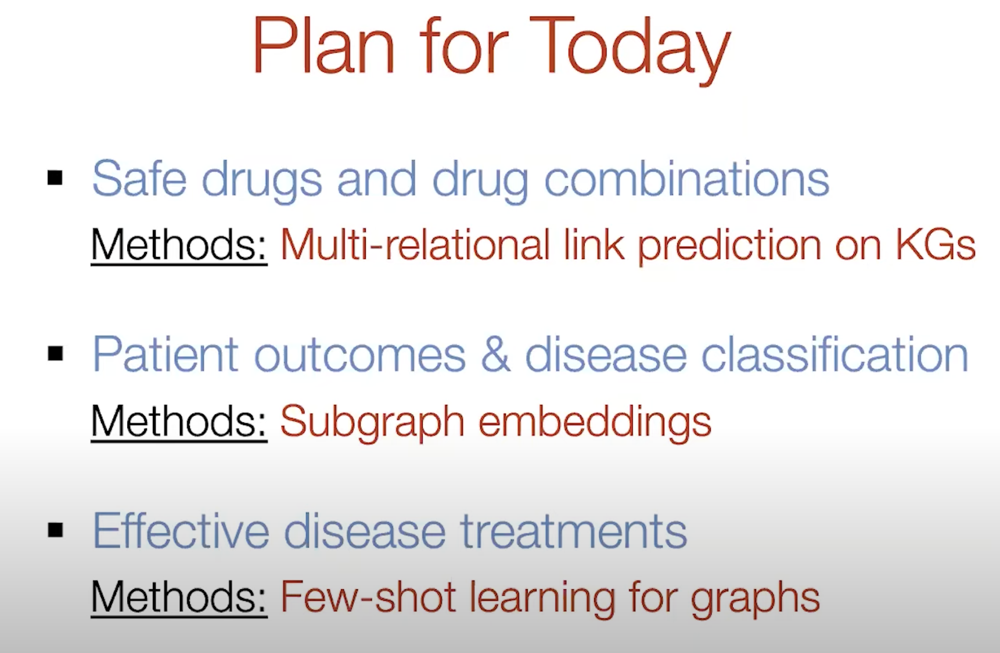 Plan for Today
Safe drugs and drug combinations
Methods: Multi-relational link prediction on KGs
Patient outcomes & disease classification
Methods: Subgraph embeddings
Effective disease treatments
Methods: Few-shot learning for graphs